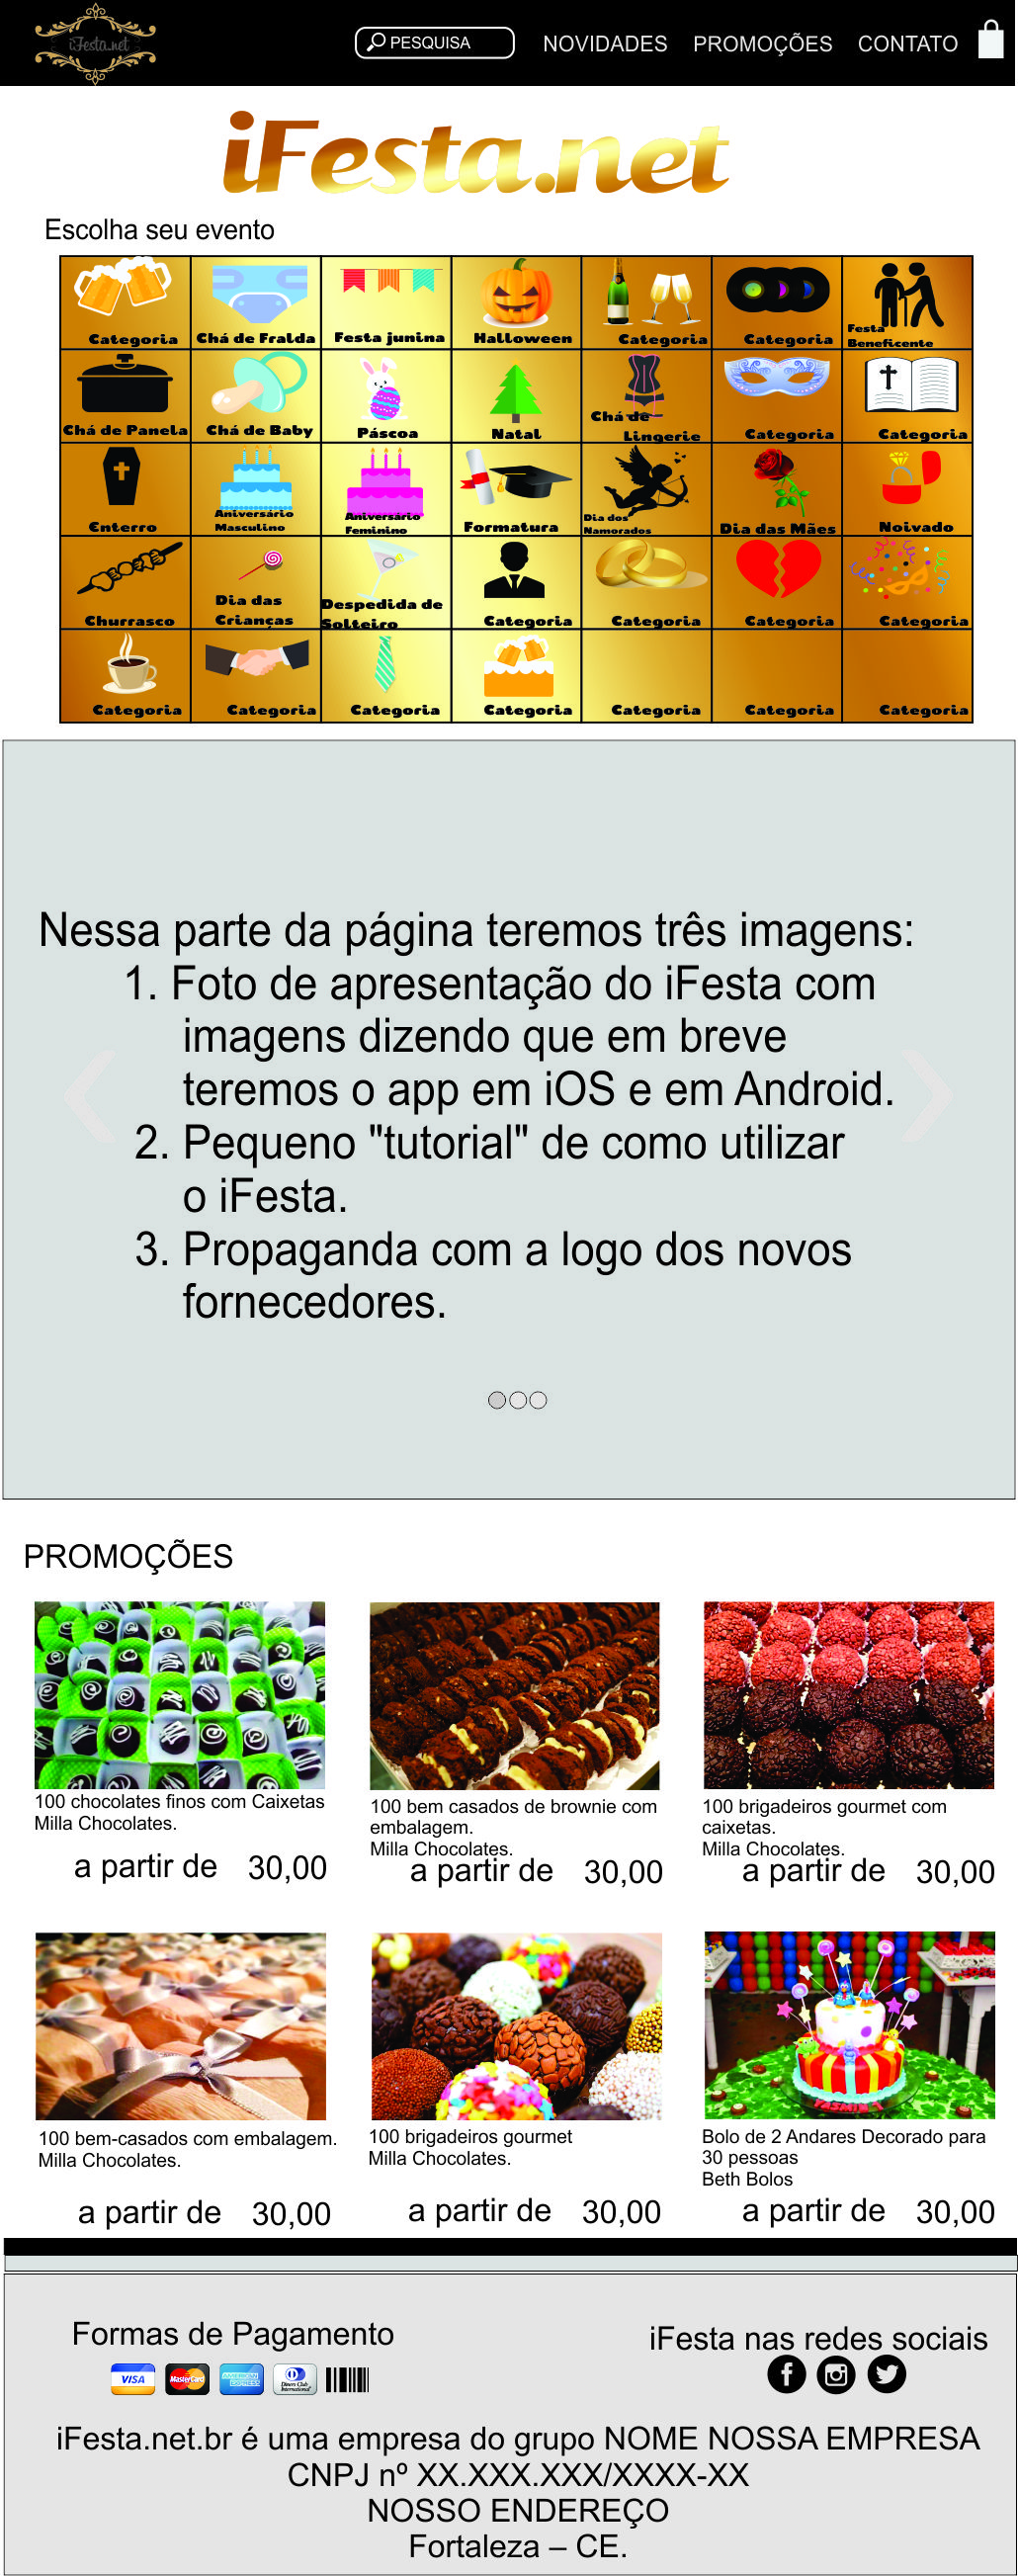 iFesta.net
PESQUISA
NOVIDADES
PROMOÇÕES
CONTATO
iFesta.net
Escolha seu evento
Categoria
Chá de Fralda
Festa junina
Halloween
Categoria
Categoria
Festa
Beneficente
Chá de Panela
Chá de Baby
Páscoa
Natal
Chá de
Lingerie
Categoria
Categoria
Enterro
Aniversário
Masculino
Aniversário
Feminino
Formatura
Dia dos
Namorados
Dia das Mães
Noivado
Churrasco
Dia das
Crianças
Despedida de
Solteiro
Categoria
Categoria
Categoria
Categoria
Categoria
Categoria
Categoria
Categoria
Categoria
Categoria
Categoria
Nessa parte da página teremos três imagens:
1. Foto de apresentação do iFesta com
imagens dizendo que em breve
teremos o app em iOS e em Android.
2. Pequeno "tutorial" de como utilizar
o iFesta.
3. Propaganda com a logo dos novos
fornecedores.
PROMOÇÕES
100 chocolates finos com Caixetas
Milla Chocolates.
a partir de 30,00
100 bem casados de brownie com
embalagem.
Milla Chocolates.
a partir de 30,00
100 brigadeiros gourmet com
caixetas.
Milla Chocolates.
a partir de 30,00
100 bem-casados com embalagem.
Milla Chocolates.
a partir de 30,00
100 brigadeiros gourmet
Milla Chocolates.
a partir de 30,00
YASMIN 1
Bolo de 2 Andares Decorado para
30 pessoas
Beth Bolos
a partir de 30,00
Formas de Pagamento
VISA
MasterCard
AMERICAN
EXPRESS
Diners Club
International
iFesta nas redes sociais
iFesta.net.br é uma empresa do grupo NOME NOSSA EMPRESA
CNPJ nº XX.XXX.XXX/XXXX-XX
NOSSO ENDEREÇO
Fortaleza – CE.